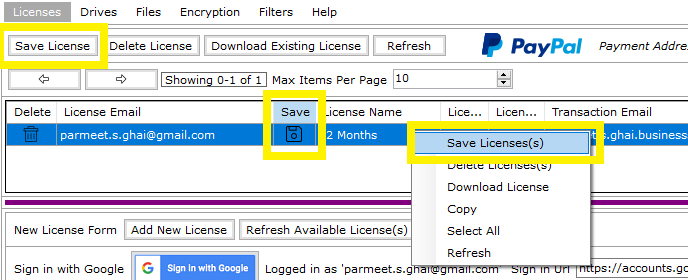 Licenses Drives Files Encryption Filters Help
Save License Delete License Download Existing License Refresh PayPal Payment Addre
Showing 0-1 of 1 Max Items Per Page 10
Delete License Email Save License Name Lice... Licen... Transaction Email
parmeet.s.ghai@gmail.com 2 Months s.ghai.business
Save Licenses(s)
Delete Licenses(s)
Download License
Copy
Select All
Refresh
New License Form Add New License Refresh Available License(s)
Sign in with Google Sign in with Google Logged in as 'parmeet.s.ghai@gmail.com Sign in Url https://accounts.go